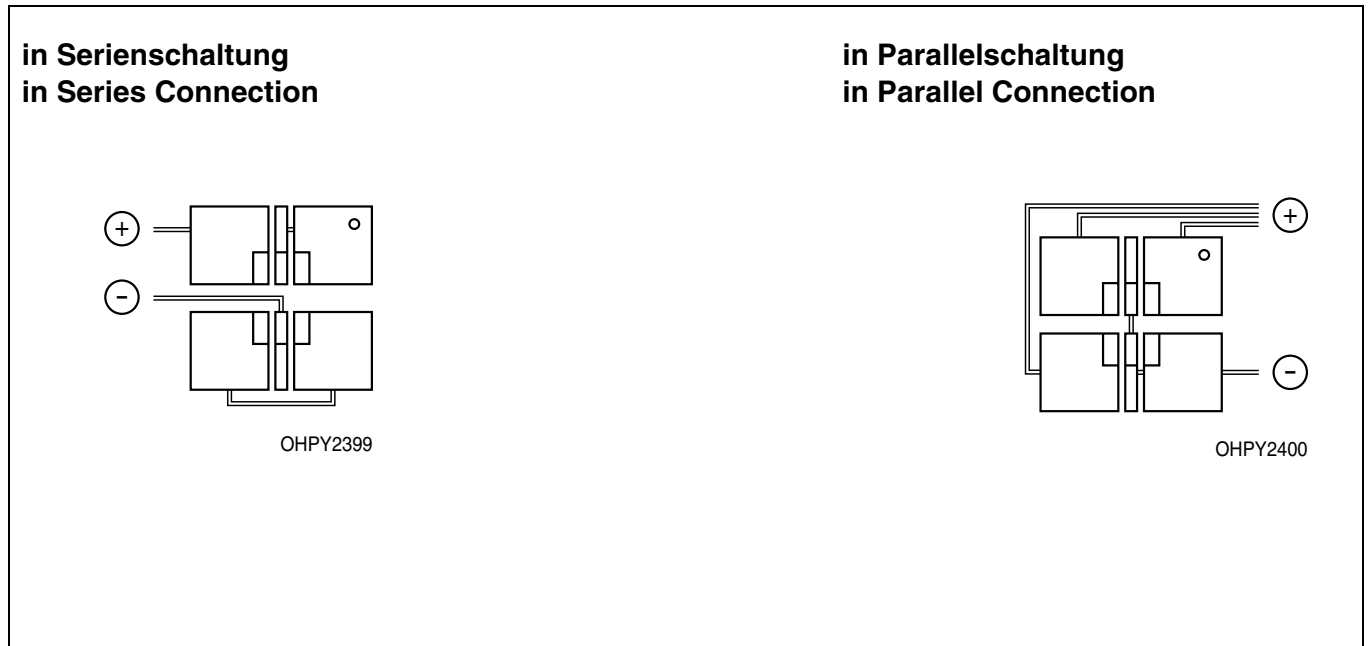 in Serienschaltung
in Series Connection
in Parallelschaltung
in Parallel Connection
+
-
OHPY2399
+
-
OHPY2400